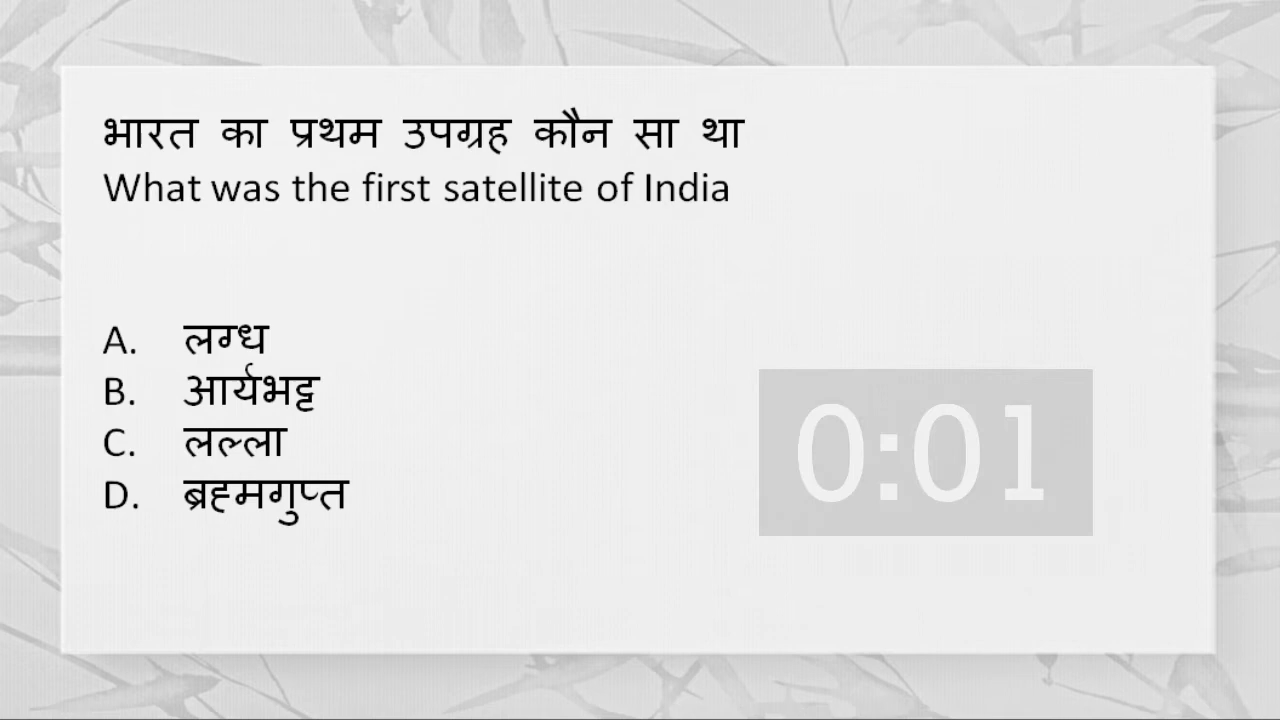 भारत का प्रथम उपग्रह कौन सा था
What was the first satellite of India
A. लग्ध
B. आर्यभट्ट
C. लल्ला
D. ब्रह्मगुप्त
0:01